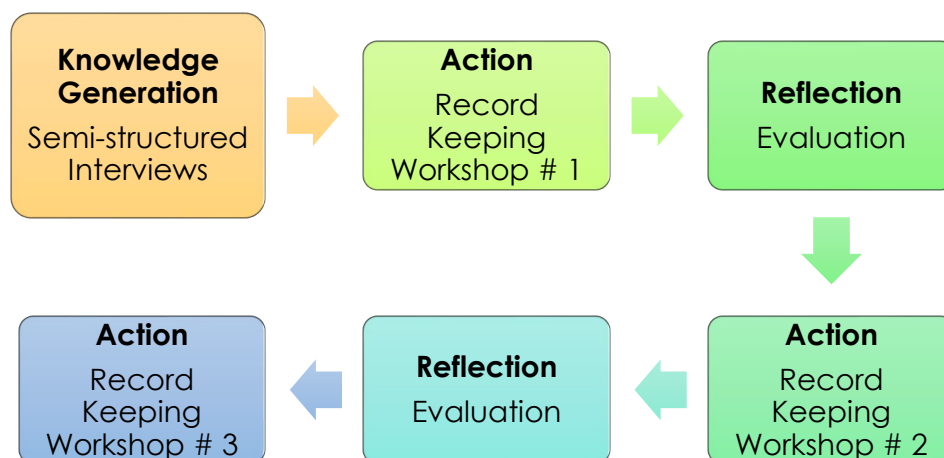 Knowledge
Generation
Semi-structured
Interviews
Action
Record
Keeping
Workshop # 1
Reflection
Evaluation
Action
Record
Keeping
Workshop # 2
Reflection
Evaluation
Action
Record
Keeping
Workshop # 3